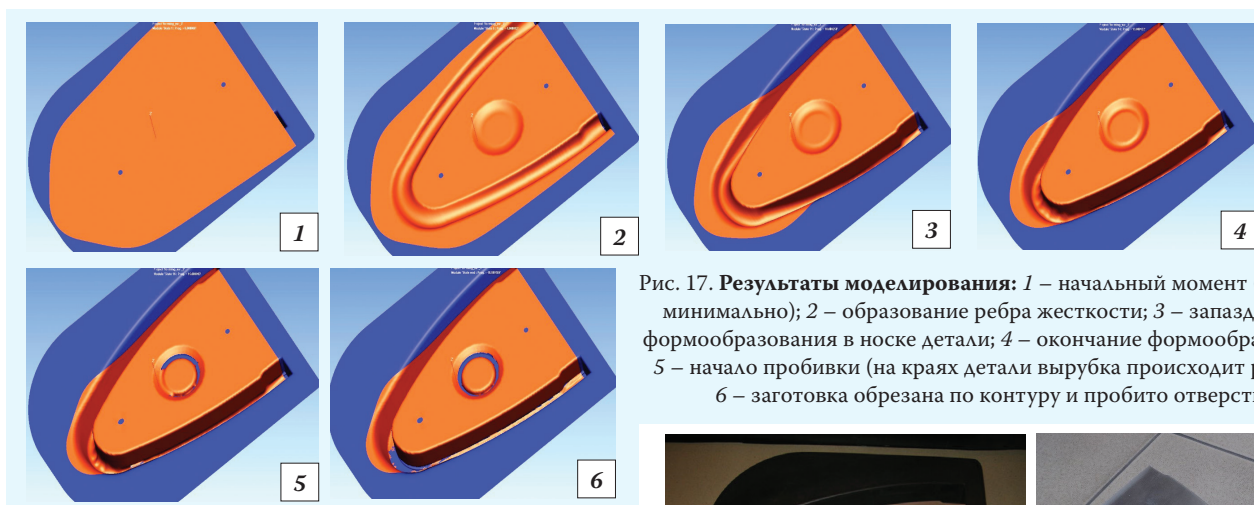 1
2
3
4
5
6
Рис. 17. Результаты моделирования: 1 – начальный момент
минимально); 2 – образование ребра жесткости; 3 – запазд
формообразования в носке детали; 4 – окончание формообра
5 – начало пробивки (на краях детали вырубка происходит р
6 – заготовка обрезана по контуру и пробито отверсти